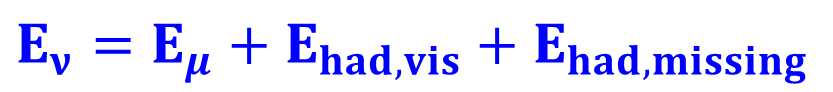 E_ν = E_μ + E_had,vis + E_had,missing